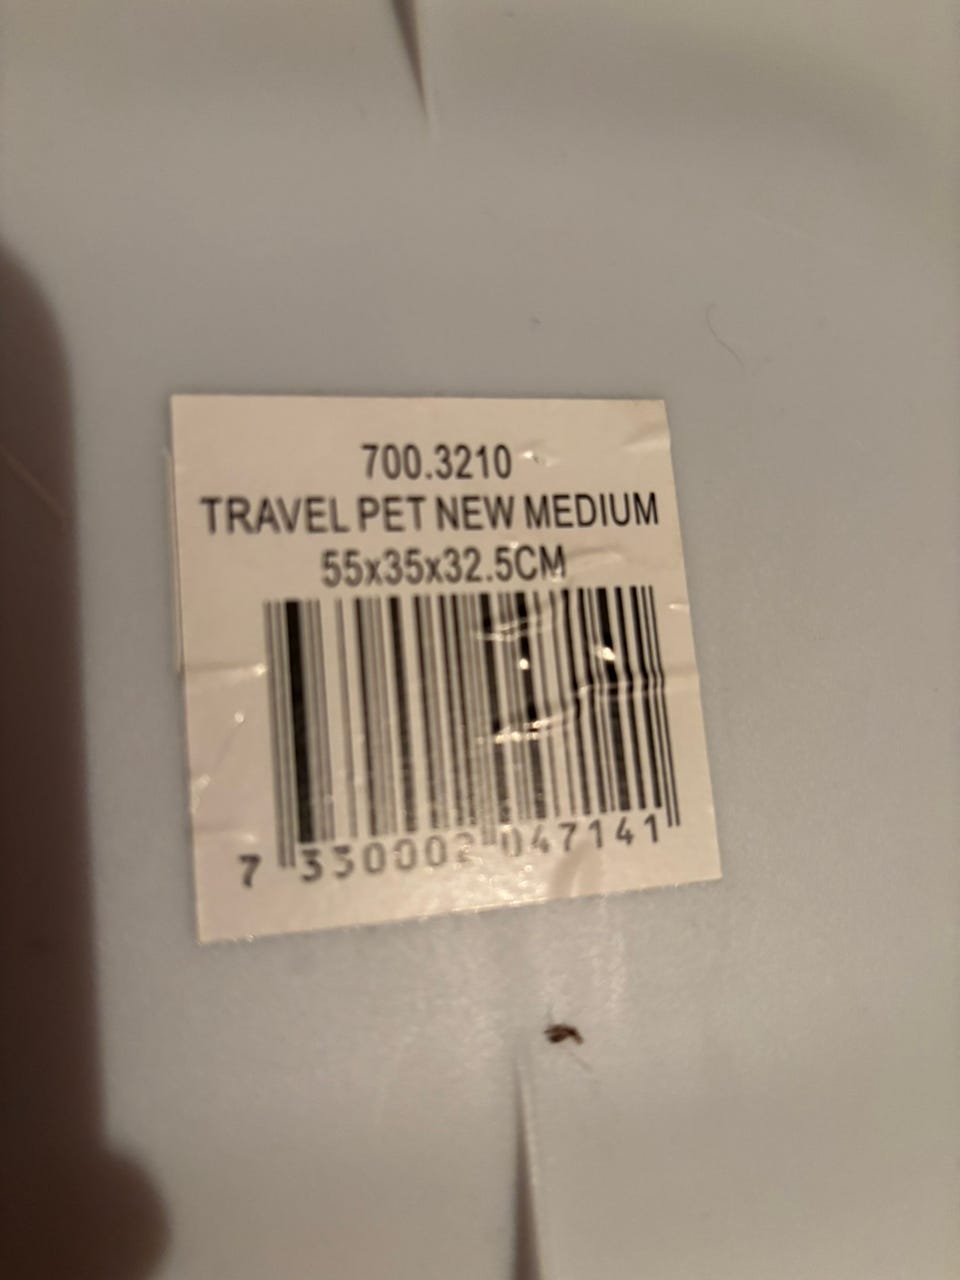 700.3210
TRAVEL PET NEW MEDIUM
55x35x32.5CM
7 330002 047141